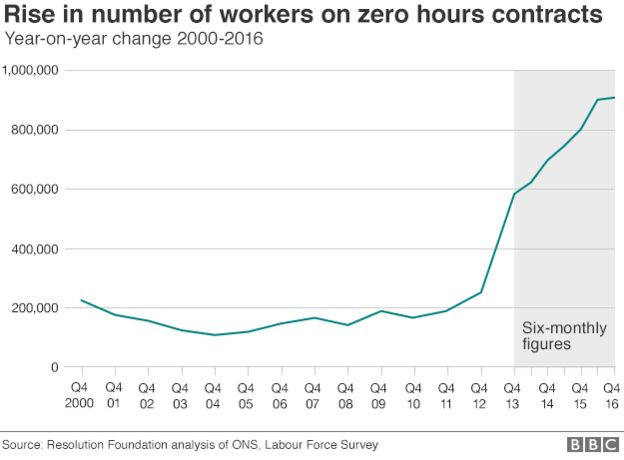 Rise in number of workers on zero hours contracts
Year-on-year change 2000-2016
1,000,000
800,000
600,000
400,000
200,000
0
Six-monthly
figures
Q4 Q4 Q4 Q4 Q4 Q4 Q4 Q4 Q4 Q4 Q4 Q4 Q4 Q4 Q4 Q4 Q4
2000 01 02 03 04 05 06 07 08 09 10 11 12 13 14 15 16
Source: Resolution Foundation analysis of ONS, Labour Force Survey
BBC